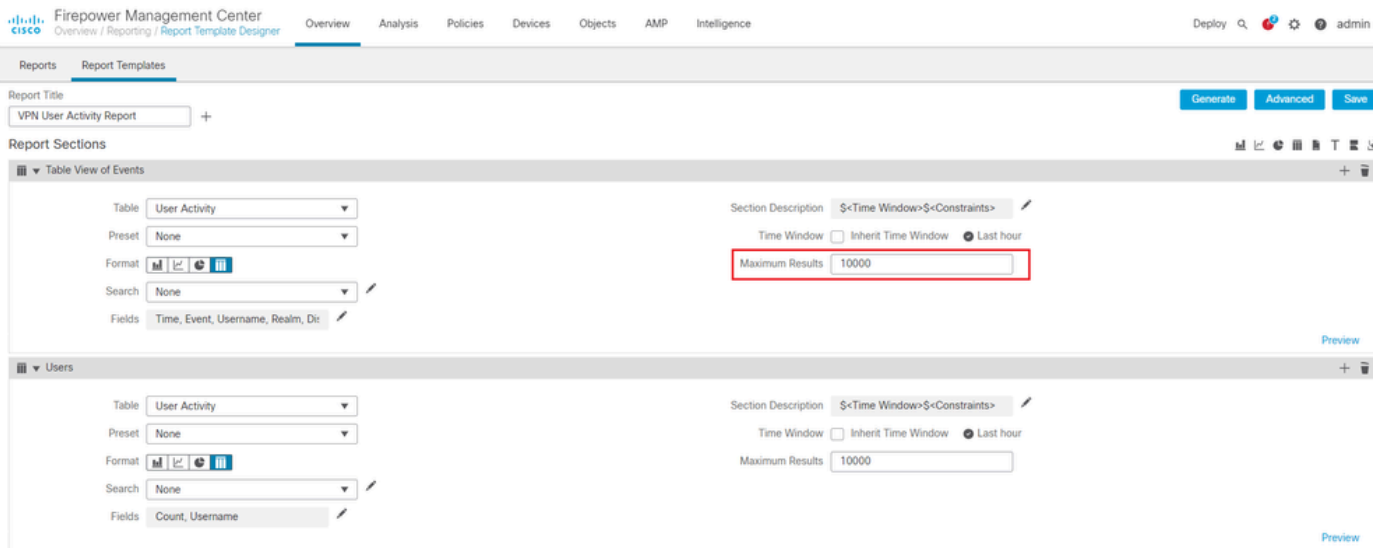 CISCO
Firepower Management Center
Overview / Reporting / Report Template Designer
Overview Analysis Policies Devices Objects AMP Intelligence
Deploy admin
Reports Report Templates
Report Title
Generate Advanced Save
VPN User Activity Report
Report Sections
Table View of Events
Table User Activity Section Description $<Time Window>$<Constraints>
Preset None Time Window Inherit Time Window Last hour
Format Maximum Results 10000
Search None
Fields Time, Event, Username, Realm, Dis
Preview
Users
Table User Activity Section Description $<Time Window>$<Constraints>
Preset None Time Window Inherit Time Window Last hour
Format Maximum Results 10000
Search None
Fields Count, Username
Preview